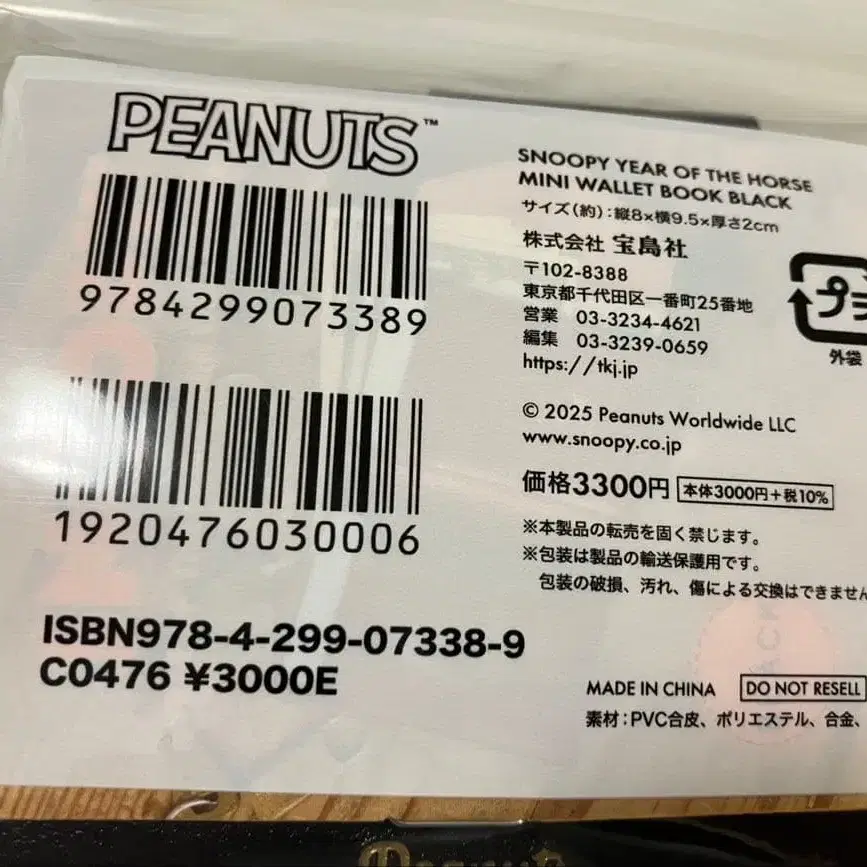 PEANUTS™
9784299073389
1920476030006
ISBN978-4-299-07338-9
C0476 ¥3000E
SNOOPY YEAR OF THE HORSE
MINI WALLET BOOK BLACK
サイズ(約):縦8×横9.5×厚さ2cm
株式会社 宝島社
〒102-8388
東京都千代田区一番町25番地
営業 03-3234-4621
編集 03-3239-0659
https://tkj.jp
© 2025 Peanuts Worldwide LLC
www.snoopy.co.jp
価格3300円 本体3000円+税10%
※本製品の転売を固く禁じます。
※包装は製品の輸送保護用です。
包装の破損、汚れ、傷による交換はできません
MADE IN CHINA DO NOT RESELL
素材:PVC合皮、ポリエステル、合金、
プラ
外袋